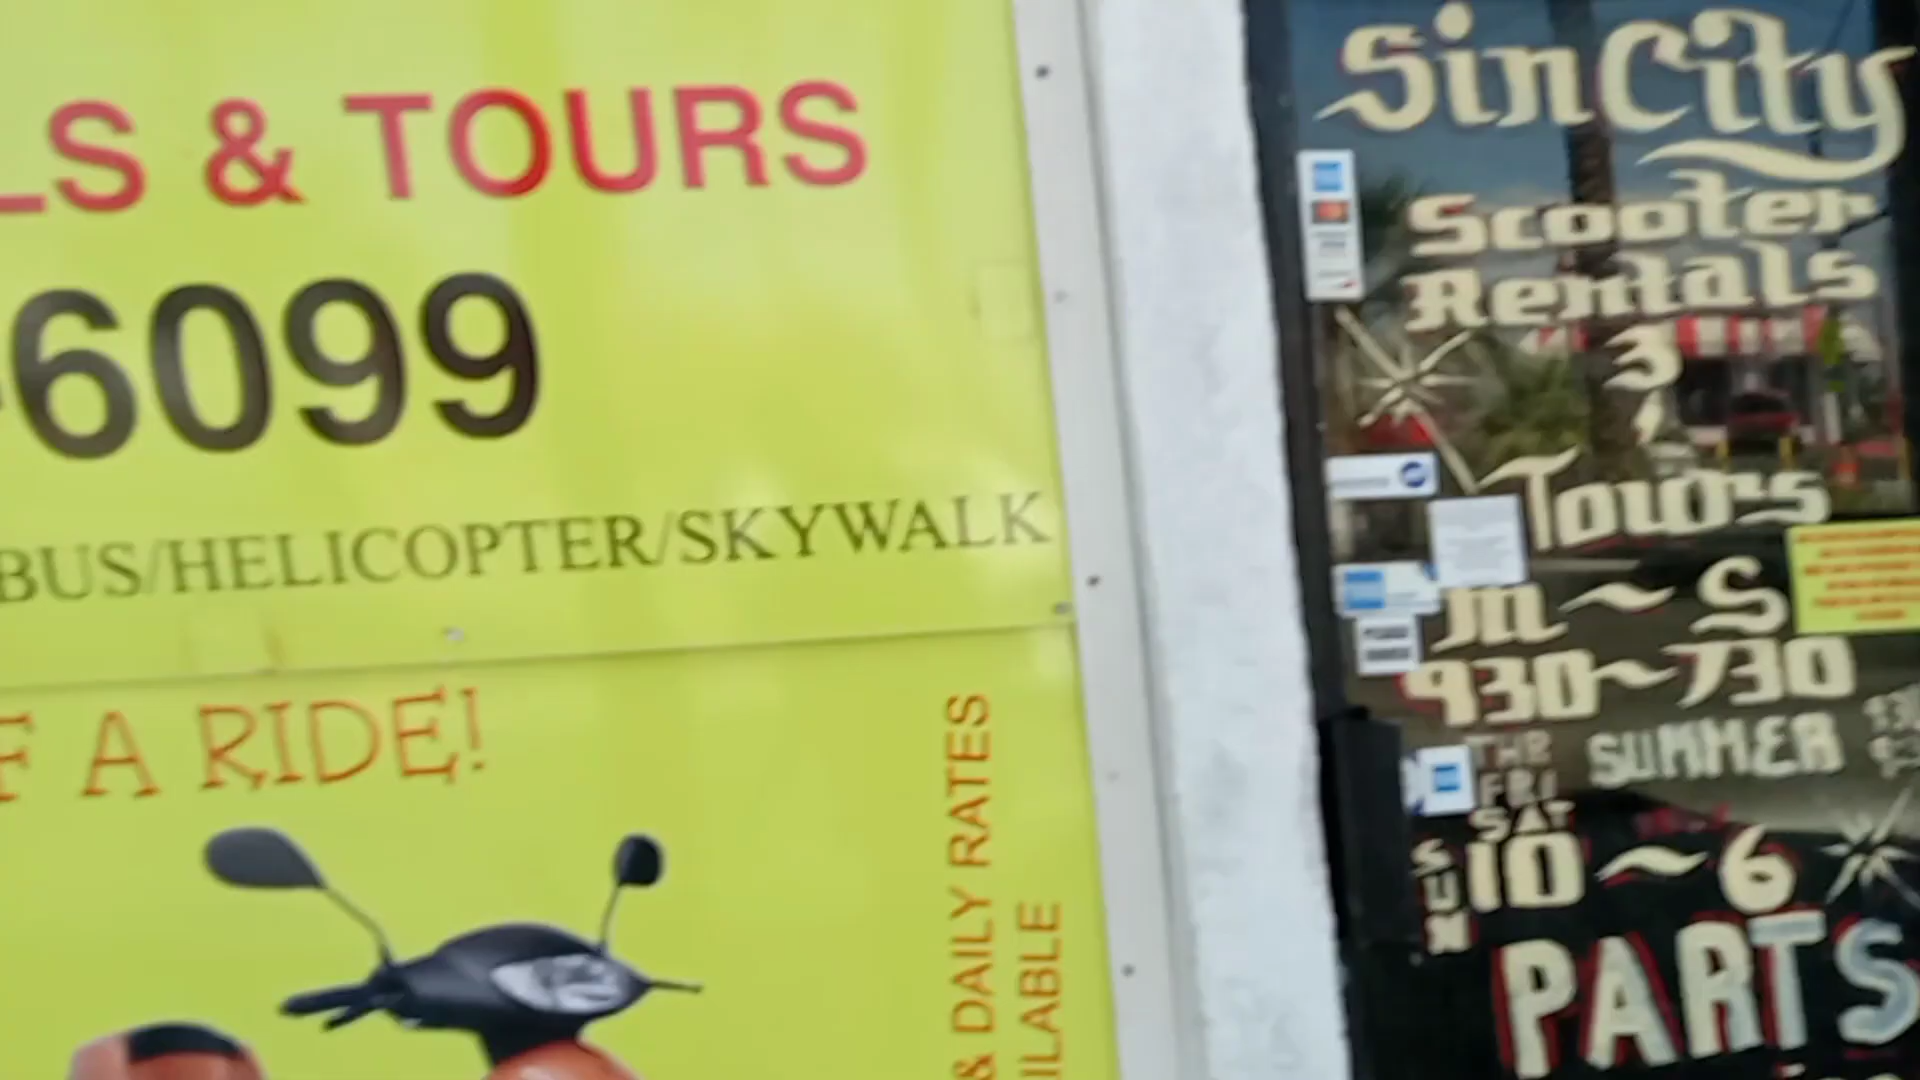 LS & TOURS
-6099
BUS/HELICOPTER/SKYWALK
F A RIDE!
& DAILY RATES
ILABLE
Sin City
Scooter
Rentals
Tours
M ~ S
930~730
THR
FRI
SAT
SUMMER
SUN
10 ~ 6
PARTS